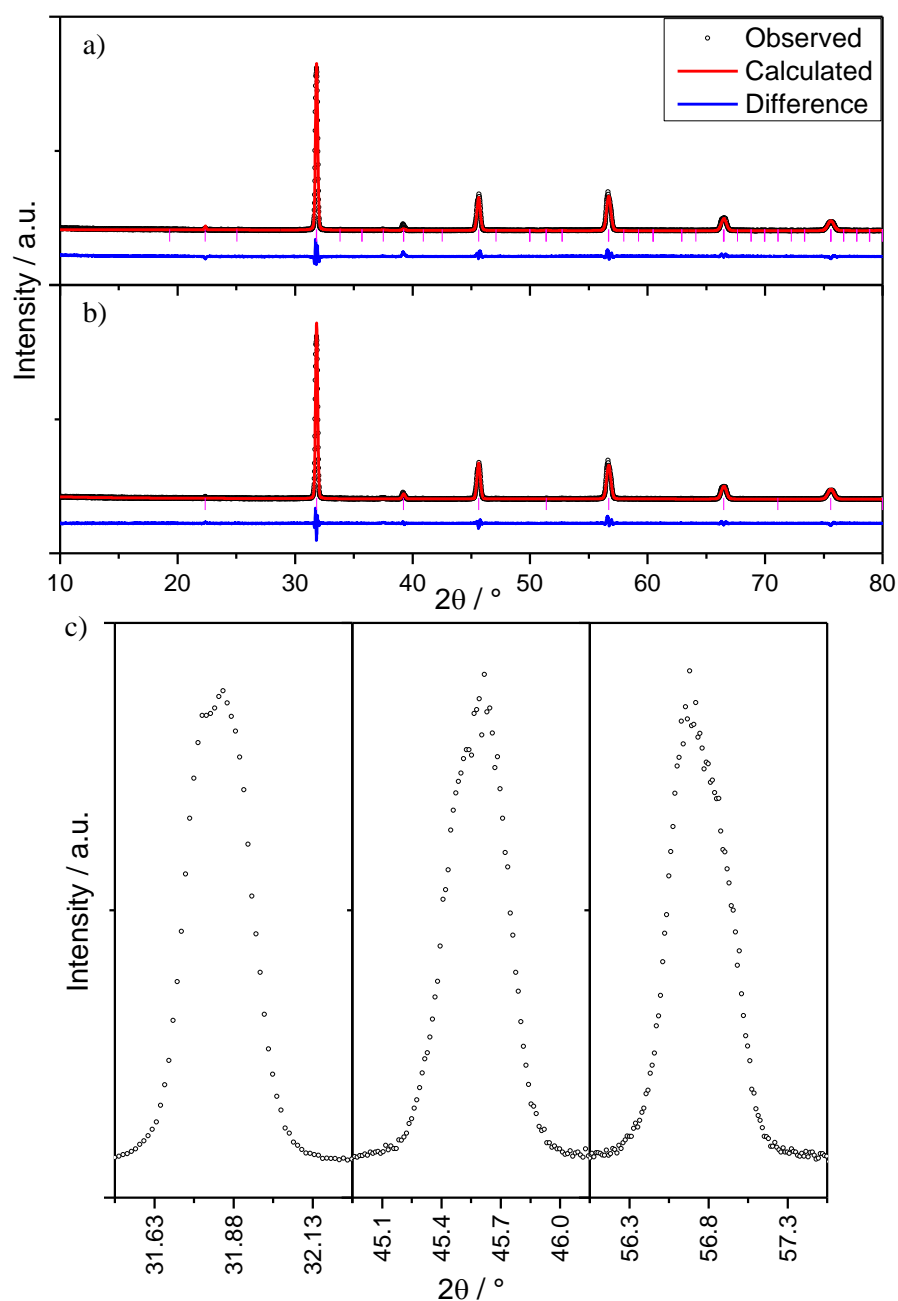 a)
Observed
Calculated
Difference
b)
Intensity / a.u.
10 20 30 40 50 60 70 80
2θ / °
c)
Intensity / a.u.
31.63 31.88 32.13 45.1 45.4 45.7 46.0 56.3 56.8 57.3
2θ / °